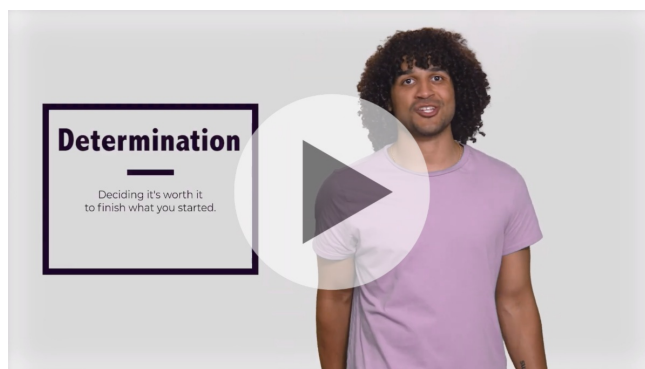 Determination
Deciding it's worth it
to finish what you started.